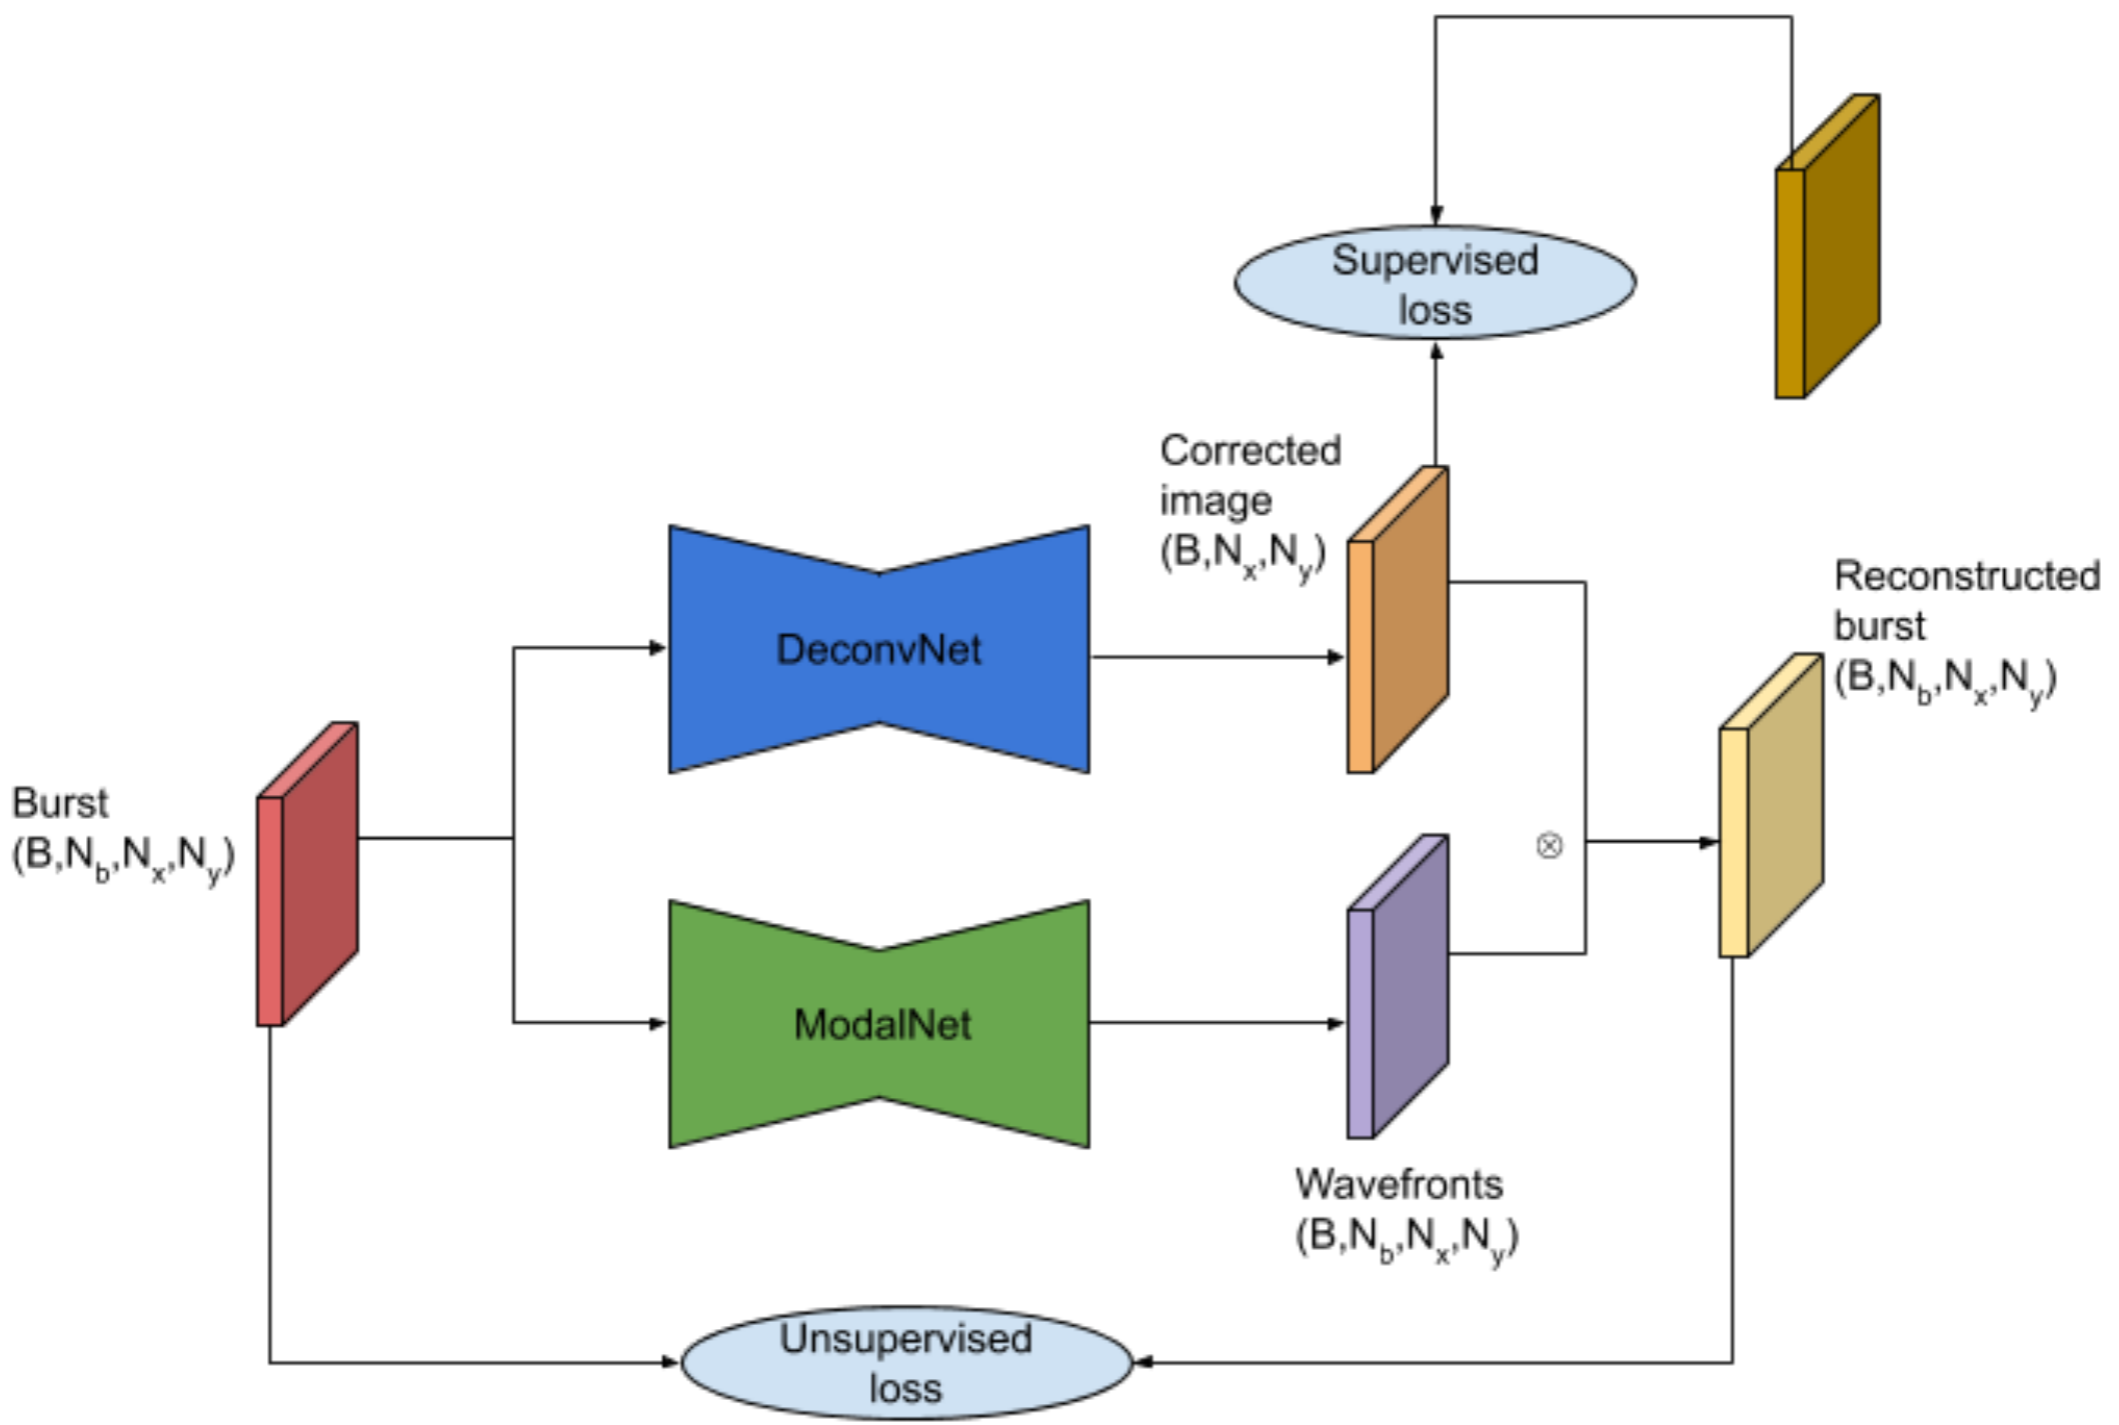 Supervised
loss
Corrected
image
(B,Nx,Ny)
Reconstructed
burst
(B,Nb,Nx,Ny)
DeconvNet
Burst
(B,Nb,Nx,Ny)
⊗
ModalNet
Wavefronts
(B,Nb,Nx,Ny)
Unsupervised
loss